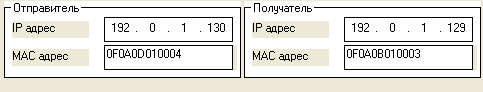 Отправитель Получатель
IP адрес 192 . 0 . 1 . 130 IP адрес 192 . 0 . 1 . 129
MAC адрес 0F0A0D010004 MAC адрес 0F0A0B010003